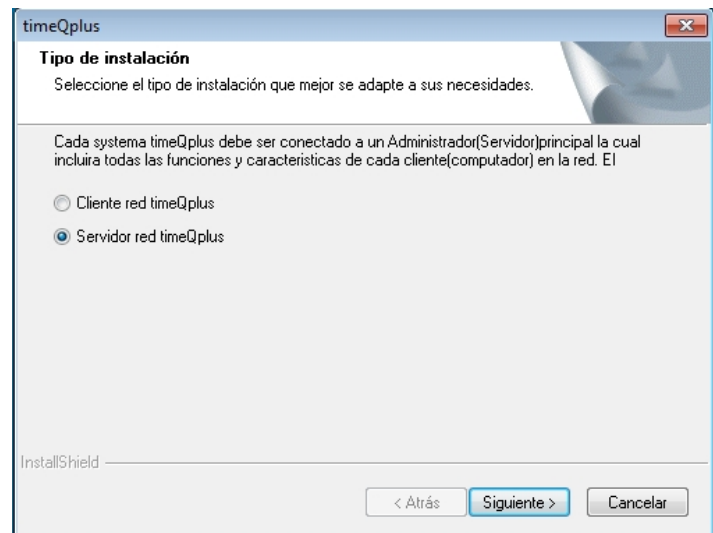 timeQplus
Tipo de instalación
Seleccione el tipo de instalación que mejor se adapte a sus necesidades.
Cada systema timeQplus debe ser conectado a un Administrador(Servidor)principal la cual
incluira todas las funciones y caracteristicas de cada cliente(computador) en la red. El
Cliente red timeQplus
Servidor red timeQplus
InstallShield
< Atrás
Siguiente >
Cancelar